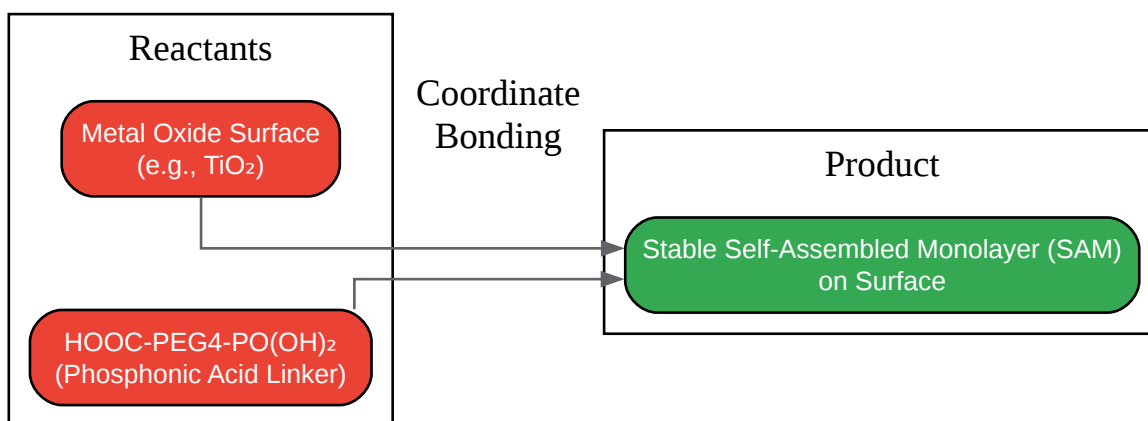 Reactants
Metal Oxide Surface
(e.g., TiO₂)
HOOC-PEG4-PO(OH)₂
(Phosphonic Acid Linker)
Coordinate
Bonding
Product
Stable Self-Assembled Monolayer (SAM)
on Surface